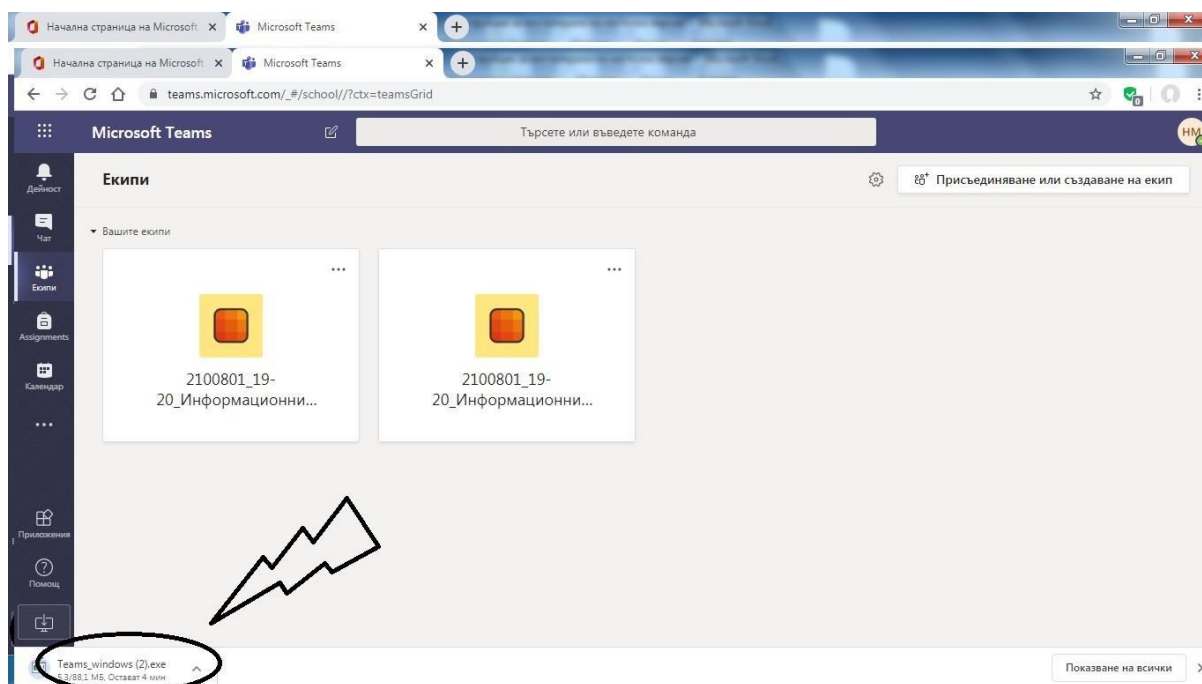 Начална страница на Microsoft
Microsoft Teams
Начална страница на Microsoft
Microsoft Teams
teams.microsoft.com/_#/school//?ctx=teamsGrid
Microsoft Teams
Търсете или въведете команда
НМ
Дейност
Екипи
Присъединяване или създаване на екип
Чат
Вашите екипи
Екипи
Assignments
Календар
2100801_19-
20_Информационни...
2100801_19-
20_Информационни...
Приложения
Помощ
Teams_windows (2).exe
5,3/88,1 МБ, Остават 4 мин
Показване на всички